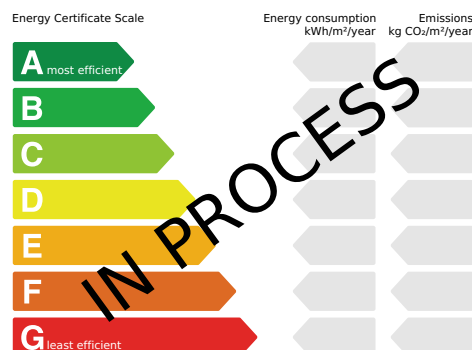 Energy Certificate Scale
Energy consumption
kWh/m²/year
Emissions
kg CO₂/m²/year
A most efficient
B
C
D
E
F
G least efficient
IN PROCESS